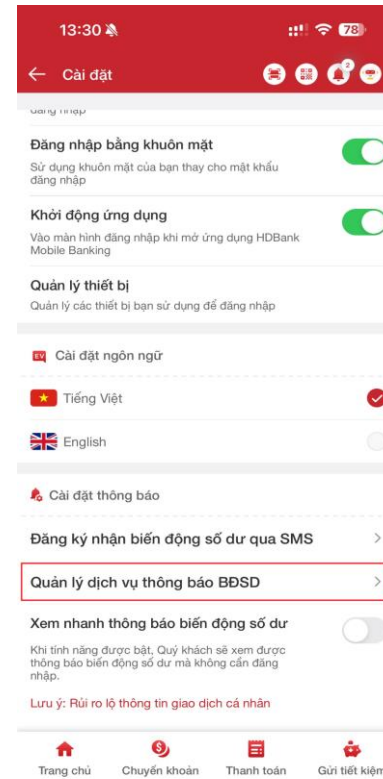 13:30
78
Cài đặt
2
đăng nhập
Đăng nhập bằng khuôn mặt
Sử dụng khuôn mặt của bạn thay cho mật khẩu
đăng nhập
Khởi động ứng dụng
Vào màn hình đăng nhập khi mở ứng dụng HDBank
Mobile Banking
Quản lý thiết bị
Quản lý các thiết bị bạn sử dụng để đăng nhập
EV Cài đặt ngôn ngữ
Tiếng Việt
English
Cài đặt thông báo
Đăng ký nhận biến động số dư qua SMS
Quản lý dịch vụ thông báo BĐSD
Xem nhanh thông báo biến động số dư
Khi tính năng được bật, Quý khách sẽ xem được
thông báo biến động số dư mà không cần đăng
nhập.
Lưu ý: Rủi ro lộ thông tin giao dịch cá nhân
Trang chủ
Chuyển khoản
Thanh toán
Gửi tiết kiệm